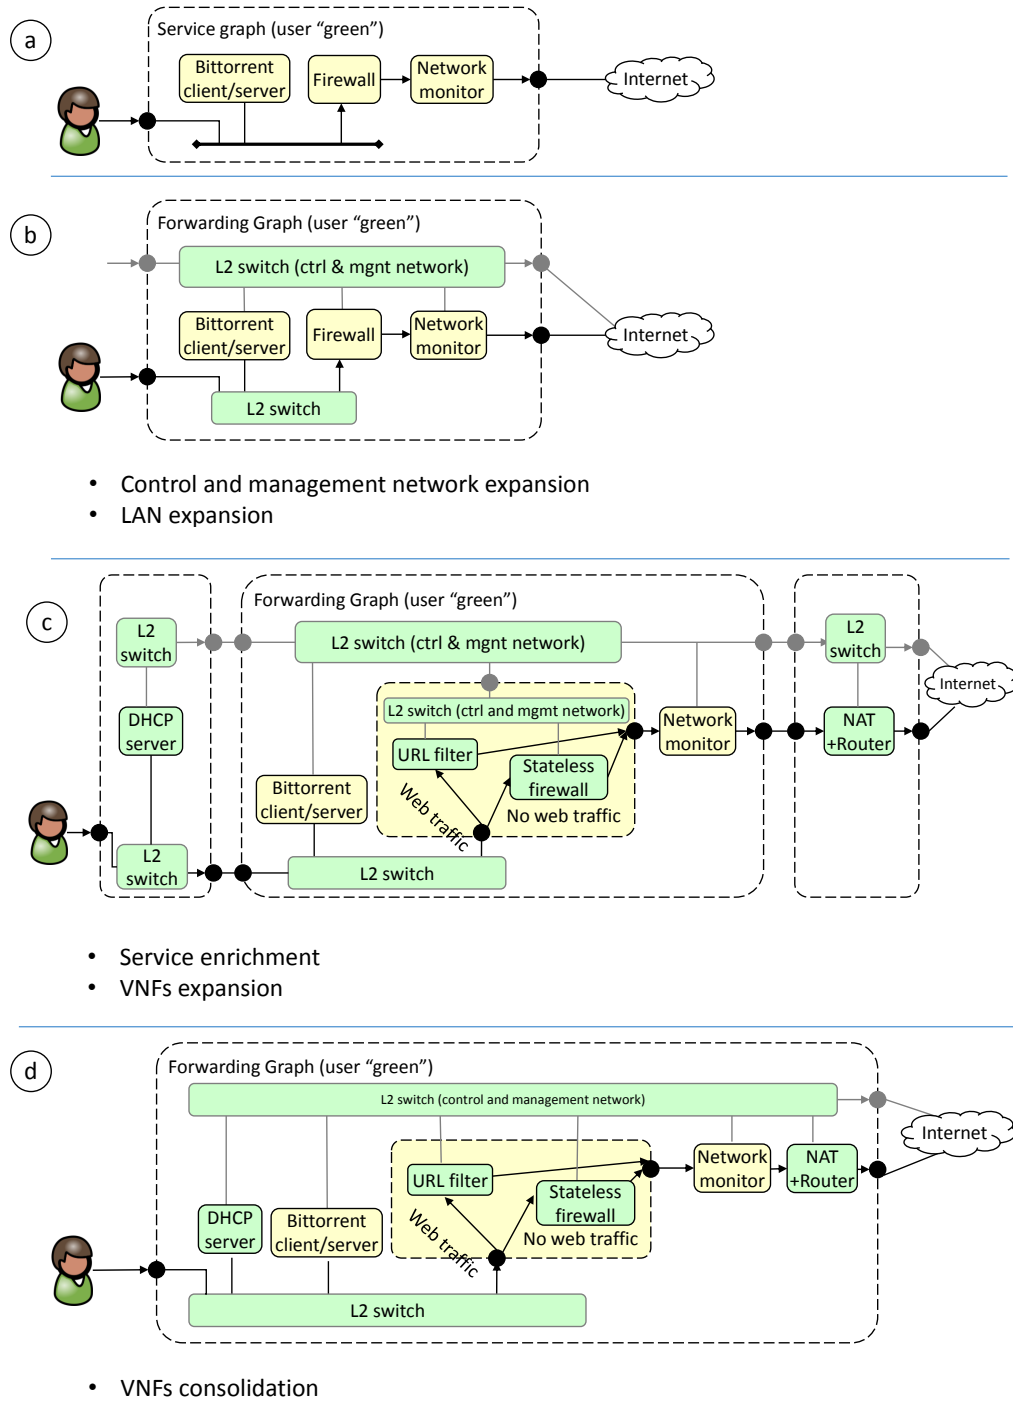 a
Service graph (user “green”)
Bittorrent
client/server
Firewall
Network
monitor
Internet
b
Forwarding Graph (user “green”)
L2 switch (ctrl & mgnt network)
Bittorrent
client/server
Firewall
Network
monitor
Internet
L2 switch
• Control and management network expansion
• LAN expansion
c
Forwarding Graph (user “green”)
L2
switch
L2 switch (ctrl & mgnt network)
L2
switch
Internet
L2 switch (ctrl and mgmt network)
DHCP
server
URL filter
Network
monitor
NAT
+Router
Stateless
firewall
Bittorrent
client/server
Web traffic
No web traffic
L2
switch
L2 switch
• Service enrichment
• VNFs expansion
d
Forwarding Graph (user “green”)
L2 switch (control and management network)
Internet
URL filter
Network
monitor
NAT
+Router
Stateless
firewall
DHCP
server
Bittorrent
client/server
Web traffic
No web traffic
L2 switch
• VNFs consolidation